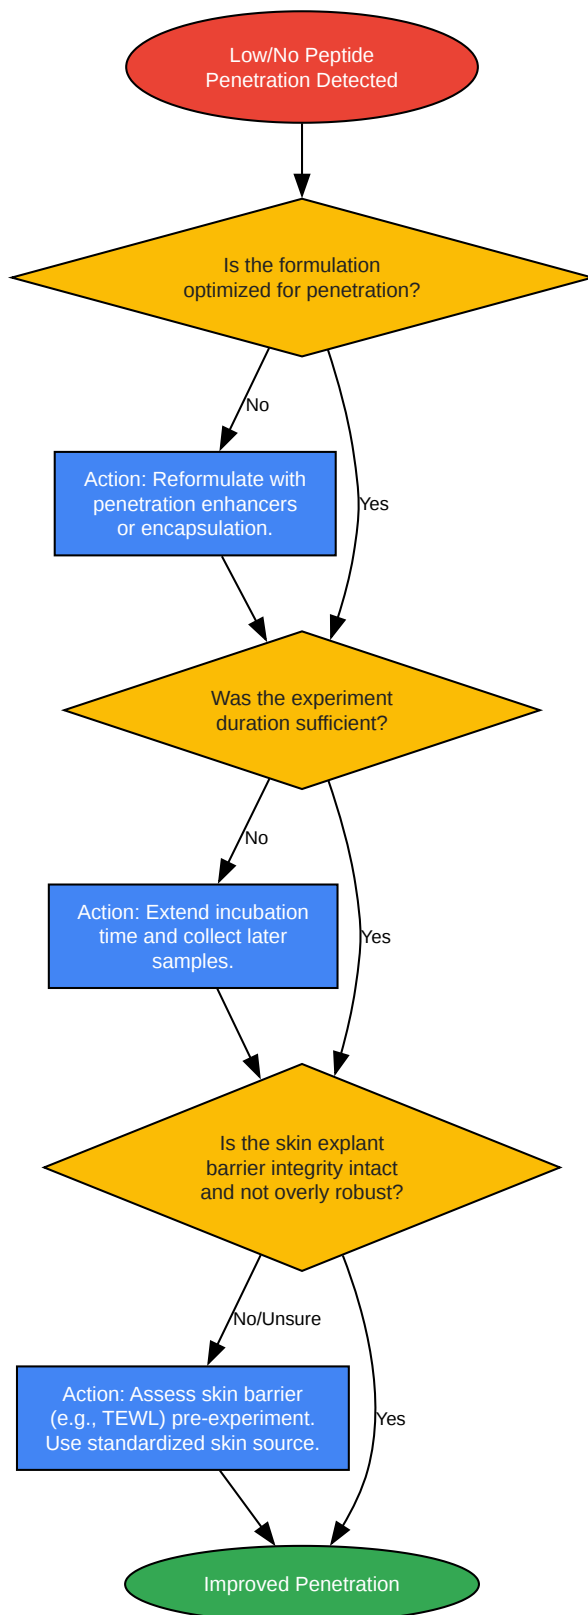 Low/No Peptide
Penetration Detected
Is the formulation
optimized for penetration?
No
Yes
Action: Reformulate with
penetration enhancers
or encapsulation.
Was the experiment
duration sufficient?
No
Yes
Action: Extend incubation
time and collect later
samples.
Is the skin explant
barrier integrity intact
and not overly robust?
No/Unsure
Yes
Action: Assess skin barrier
(e.g., TEWL) pre-experiment.
Use standardized skin source.
Improved Penetration